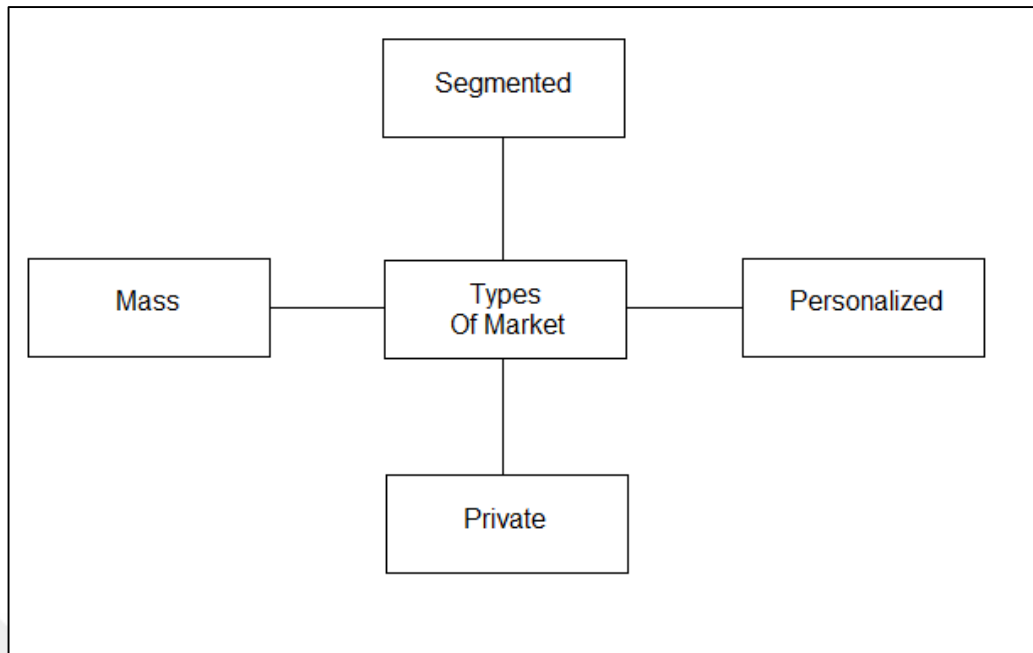 Segmented
Mass
Types
Of Market
Personalized
Private